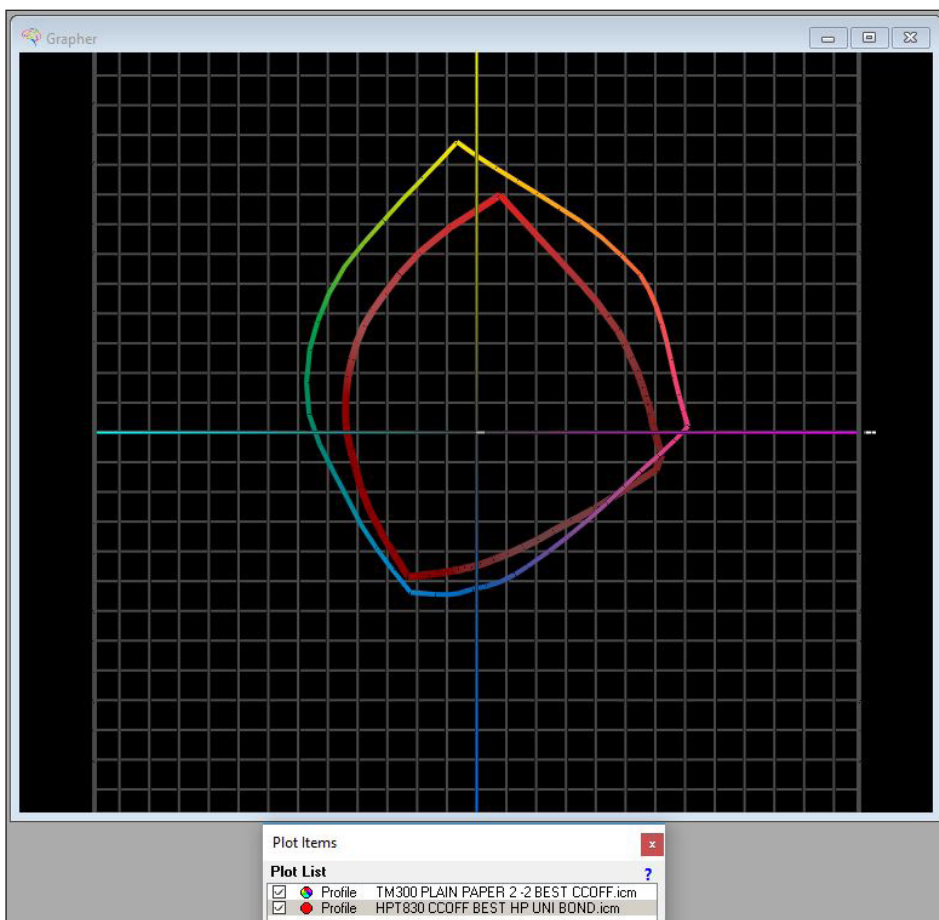 Grapher
Plot Items
x
Plot List
?
Profile TM300 PLAIN PAPER 2 -2 BEST CCOFF.icm
Profile HPT830 CCOFF BEST HP UNI BOND.icm